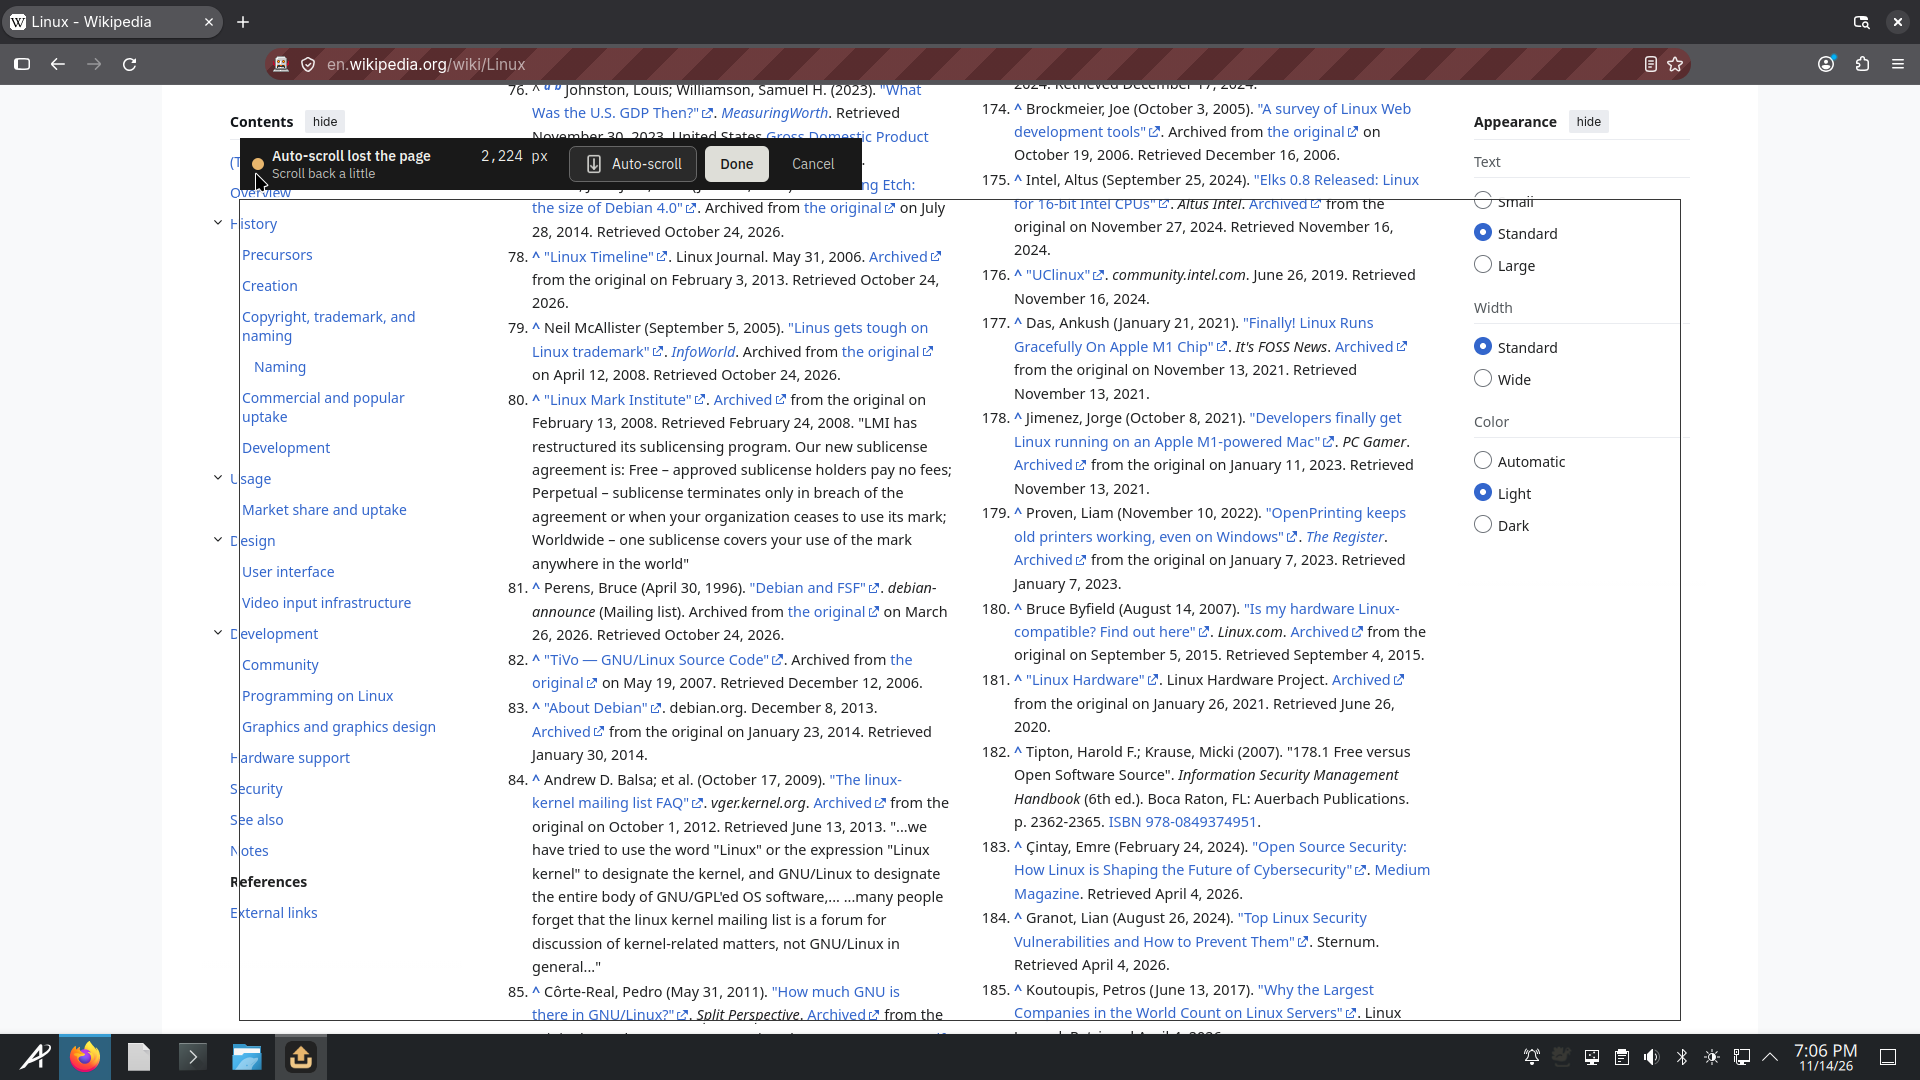 Linux - Wikipedia
en.wikipedia.org/wiki/Linux
Contents hide
Overview
History
Precursors
Creation
Copyright, trademark, and
naming
Naming
Commercial and popular
uptake
Development
Usage
Market share and uptake
Design
User interface
Video input infrastructure
Development
Community
Programming on Linux
Graphics and graphics design
Hardware support
Security
See also
Notes
References
External links
Auto-scroll lost the page
Scroll back a little
2,224 px
Auto-scroll
Done
Cancel
76. ^ Johnston, Louis; Williamson, Samuel H. (2023). "What
Was the U.S. GDP Then?". MeasuringWorth. Retrieved
November 30, 2023. United States Gross Domestic Product
ng Etch:
the size of Debian 4.0". Archived from the original on July
28, 2014. Retrieved October 24, 2026.
78. ^ "Linux Timeline". Linux Journal. May 31, 2006. Archived
from the original on February 3, 2013. Retrieved October 24,
2026.
79. ^ Neil McAllister (September 5, 2005). "Linus gets tough on
Linux trademark". InfoWorld. Archived from the original
on April 12, 2008. Retrieved October 24, 2026.
80. ^ "Linux Mark Institute". Archived from the original on
February 13, 2008. Retrieved February 24, 2008. "LMI has
restructured its sublicensing program. Our new sublicense
agreement is: Free – approved sublicense holders pay no fees;
Perpetual – sublicense terminates only in breach of the
agreement or when your organization ceases to use its mark;
Worldwide – one sublicense covers your use of the mark
anywhere in the world"
81. ^ Perens, Bruce (April 30, 1996). "Debian and FSF". debian-
announce (Mailing list). Archived from the original on March
26, 2026. Retrieved October 24, 2026.
82. ^ "TiVo — GNU/Linux Source Code". Archived from the
original on May 19, 2007. Retrieved December 12, 2006.
83. ^ "About Debian". debian.org. December 8, 2013.
Archived from the original on January 23, 2014. Retrieved
January 30, 2014.
84. ^ Andrew D. Balsa; et al. (October 17, 2009). "The linux-
kernel mailing list FAQ". vger.kernel.org. Archived from the
original on October 1, 2012. Retrieved June 13, 2013. "...we
have tried to use the word "Linux" or the expression "Linux
kernel" to designate the kernel, and GNU/Linux to designate
the entire body of GNU/GPL'ed OS software,... ...many people
forget that the linux kernel mailing list is a forum for
discussion of kernel-related matters, not GNU/Linux in
general..."
85. ^ Côrte-Real, Pedro (May 31, 2011). "How much GNU is
there in GNU/Linux?". Split Perspective. Archived from the
2024. Retrieved April 11, 2024.
174. ^ Brockmeier, Joe (October 3, 2005). "A survey of Linux Web
development tools". Archived from the original on
October 19, 2006. Retrieved December 16, 2006.
175. ^ Intel, Altus (September 25, 2024). "Elks 0.8 Released: Linux
for 16-bit Intel CPUs". Altus Intel. Archived from the
original on November 27, 2024. Retrieved November 16,
2024.
176. ^ "UClinux". community.intel.com. June 26, 2019. Retrieved
November 16, 2024.
177. ^ Das, Ankush (January 21, 2021). "Finally! Linux Runs
Gracefully On Apple M1 Chip". It's FOSS News. Archived
from the original on November 13, 2021. Retrieved
November 13, 2021.
178. ^ Jimenez, Jorge (October 8, 2021). "Developers finally get
Linux running on an Apple M1-powered Mac". PC Gamer.
Archived from the original on January 11, 2023. Retrieved
November 13, 2021.
179. ^ Proven, Liam (November 10, 2022). "OpenPrinting keeps
old printers working, even on Windows". The Register.
Archived from the original on January 7, 2023. Retrieved
January 7, 2023.
180. ^ Bruce Byfield (August 14, 2007). "Is my hardware Linux-
compatible? Find out here". Linux.com. Archived from the
original on September 5, 2015. Retrieved September 4, 2015.
181. ^ "Linux Hardware". Linux Hardware Project. Archived
from the original on January 26, 2021. Retrieved June 26,
2020.
182. ^ Tipton, Harold F.; Krause, Micki (2007). "178.1 Free versus
Open Software Source". Information Security Management
Handbook (6th ed.). Boca Raton, FL: Auerbach Publications.
p. 2362-2365. ISBN 978-0849374951.
183. ^ Çintay, Emre (February 24, 2024). "Open Source Security:
How Linux is Shaping the Future of Cybersecurity". Medium
Magazine. Retrieved April 4, 2026.
184. ^ Granot, Lian (August 26, 2024). "Top Linux Security
Vulnerabilities and How to Prevent Them". Sternum.
Retrieved April 4, 2026.
185. ^ Koutoupis, Petros (June 13, 2017). "Why the Largest
Companies in the World Count on Linux Servers". Linux
Appearance hide
Text
Small
Standard
Large
Width
Standard
Wide
Color
Automatic
Light
Dark
7:06 PM
11/14/26